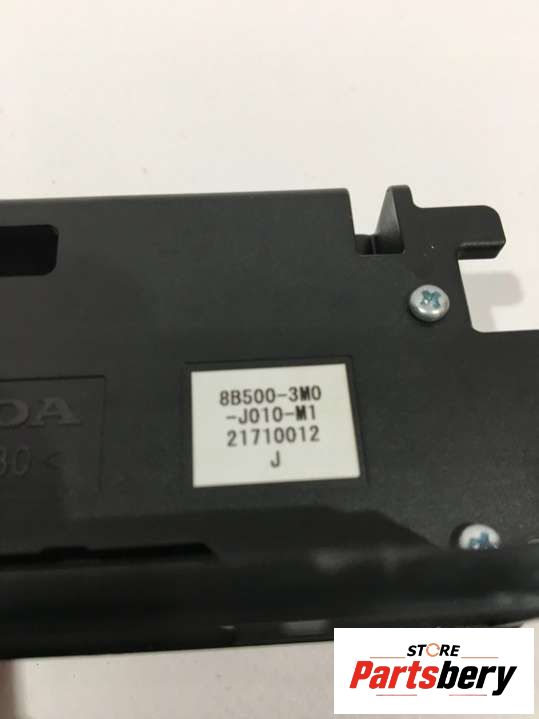 8B500-3M0
-J010-M1
21710012
J
STORE
Partsbery